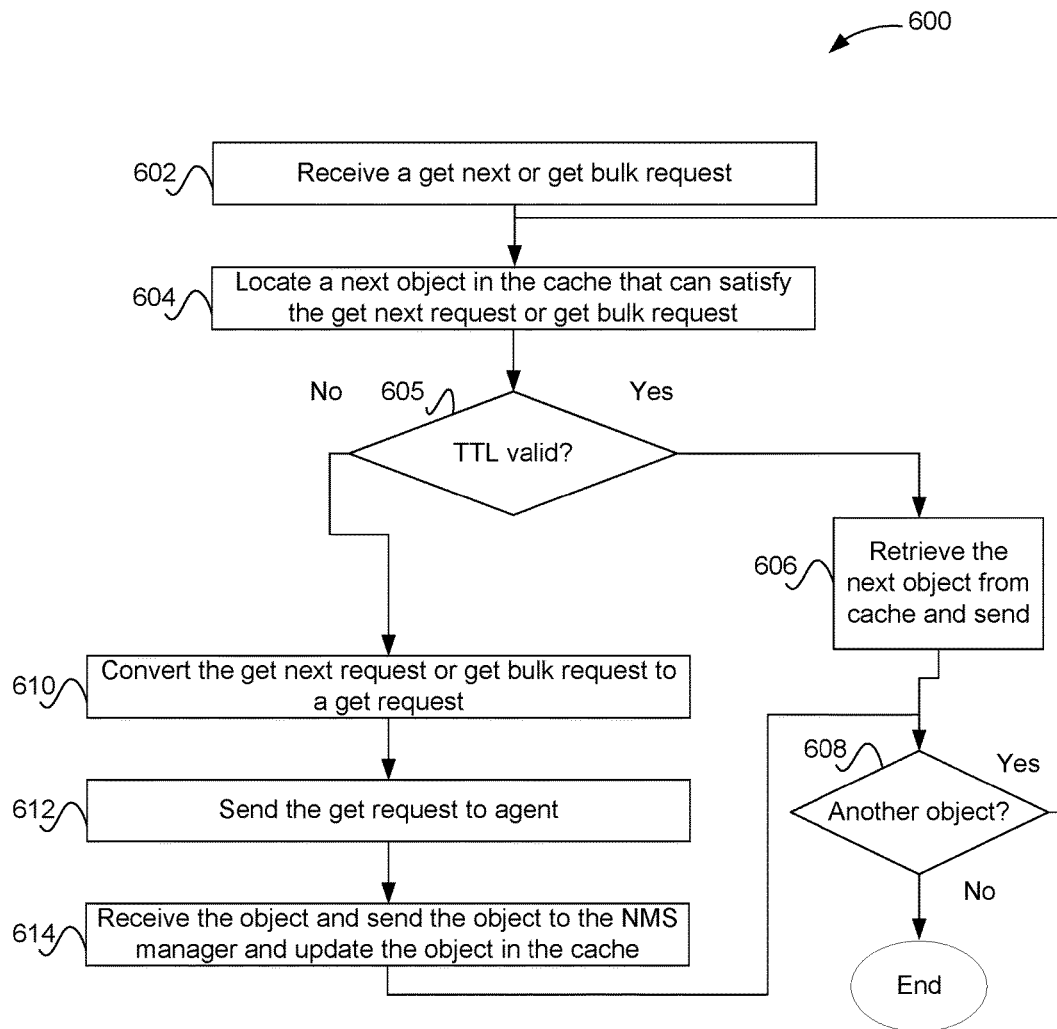 600
602
Receive a get next or get bulk request
604
Locate a next object in the cache that can satisfy
the get next request or get bulk request
No
605
Yes
TTL valid?
606
Retrieve the
next object from
cache and send
610
Convert the get next request or get bulk request to
a get request
608
Yes
612
Send the get request to agent
Another object?
No
614
Receive the object and send the object to the NMS
manager and update the object in the cache
End